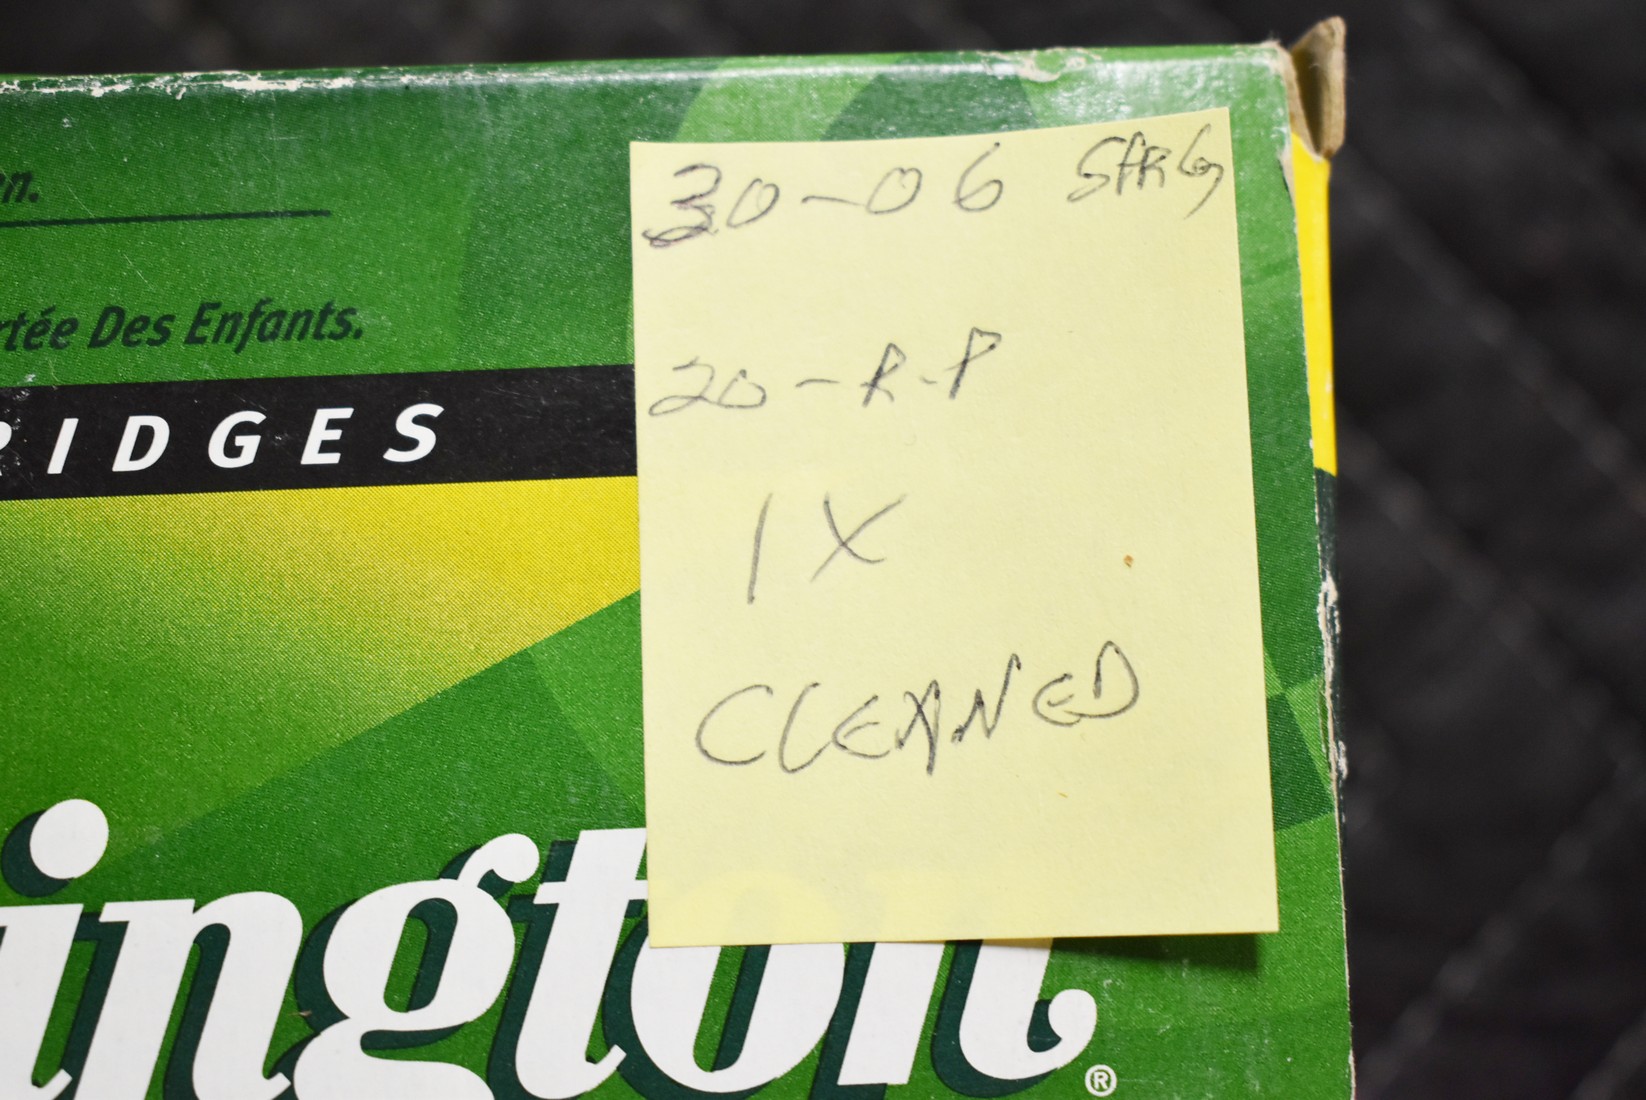 n.
rtée Des Enfants.
RIDGES
30-06 SPRG
20-R-P
1X
CLEANED
ington
®